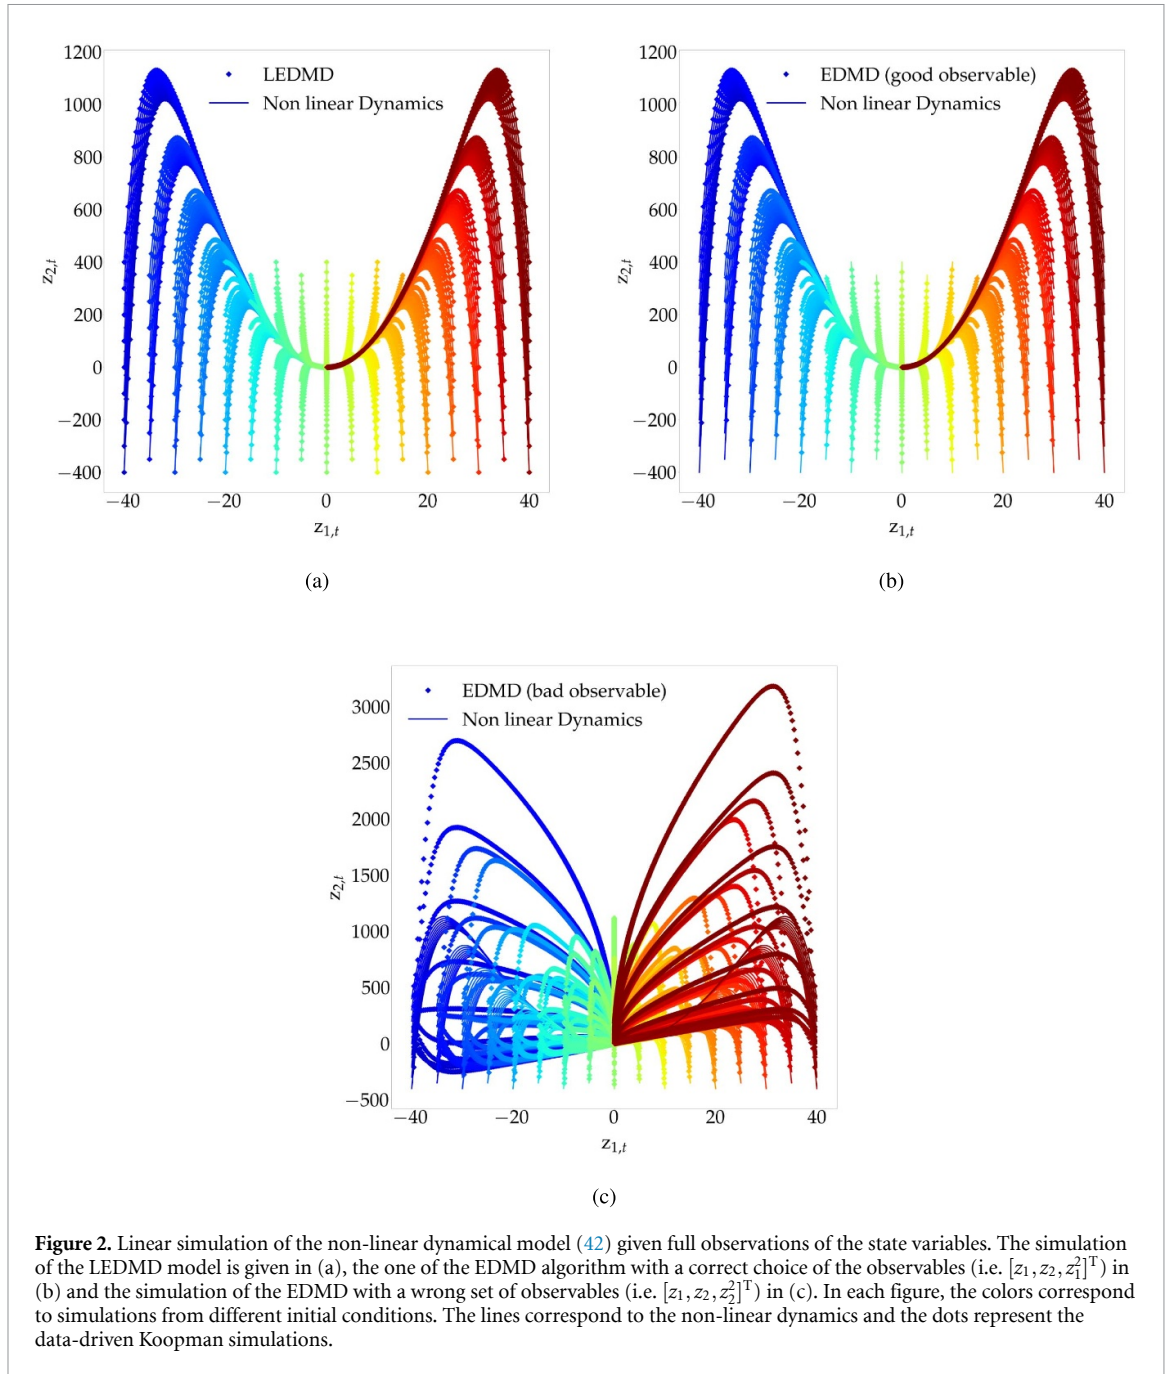 1200
1000
800
600
400
200
0
−200
−400
z2,t
LEDMD
Non linear Dynamics
−40 −20 0 20 40
z1,t
(a)
1200
1000
800
600
400
200
0
−200
−400
z2,t
EDMD (good observable)
Non linear Dynamics
−40 −20 0 20 40
z1,t
(b)
3000
2500
2000
1500
1000
500
0
−500
z2,t
EDMD (bad observable)
Non linear Dynamics
−40 −20 0 20 40
z1,t
(c)
Figure 2. Linear simulation of the non-linear dynamical model (42) given full observations of the state variables. The simulation
of the LEDMD model is given in (a), the one of the EDMD algorithm with a correct choice of the observables (i.e. [z₁, z₂, z₁²]ᵀ) in
(b) and the simulation of the EDMD with a wrong set of observables (i.e. [z₁, z₂, z₂²]ᵀ) in (c). In each figure, the colors correspond
to simulations from different initial conditions. The lines correspond to the non-linear dynamics and the dots represent the
data-driven Koopman simulations.